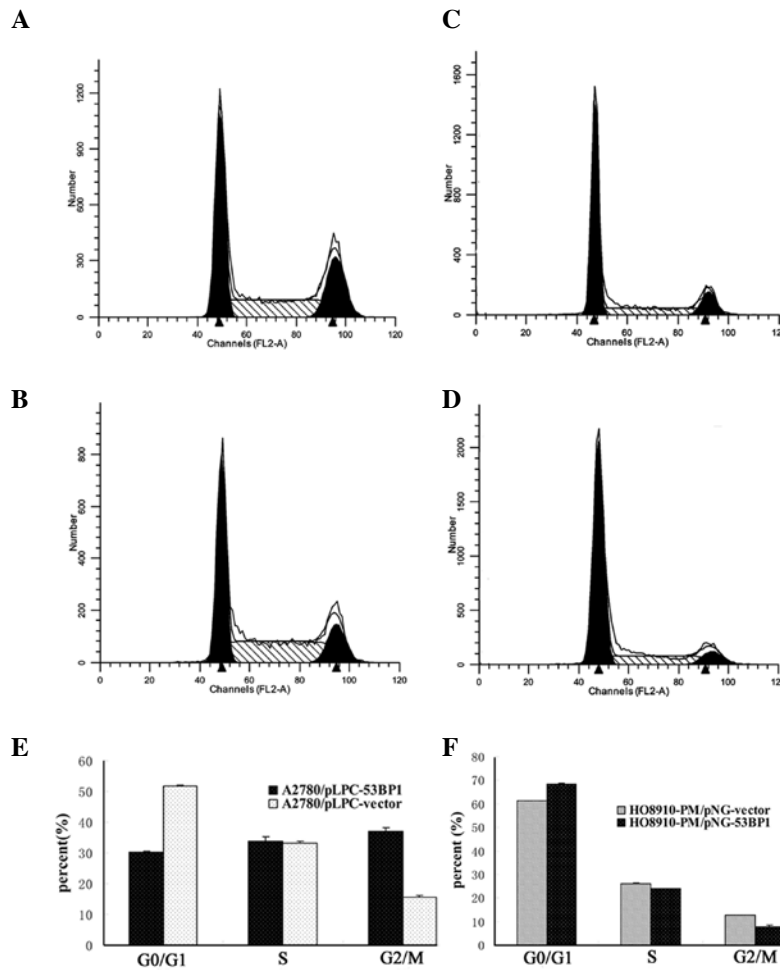 A
1200
900
600
300
0
Number
0 20 40 60 80 100 120
Channels (FL2-A)
C
1600
1200
800
400
0
Number
0 20 40 60 80 100 120
Channels (FL2-A)
B
800
600
400
200
0
Number
0 20 40 60 80 100 120
Channels (FL2-A)
D
2000
1500
1000
500
0
Number
0 20 40 60 80 100 120
Channels (FL2-A)
E
60
50
40
30
20
10
0
percent(%)
A2780/pLPC-53BP1
A2780/pLPC-vector
G0/G1 S G2/M
F
80
70
60
50
40
30
20
10
0
percent (%)
HO8910-PM/pNG-vector
HO8910-PM/pNG-53BP1
G0/G1 S G2/M